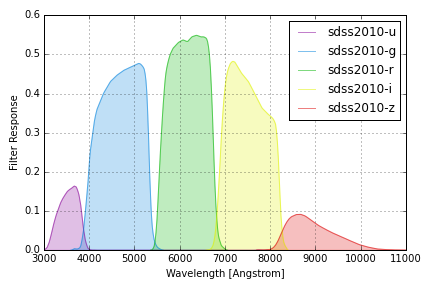 0.6
0.5
0.4
0.3
0.2
0.1
0.0
Filter Response
sdss2010-u
sdss2010-g
sdss2010-r
sdss2010-i
sdss2010-z
3000 4000 5000 6000 7000 8000 9000 10000 11000
Wavelength [Angstrom]